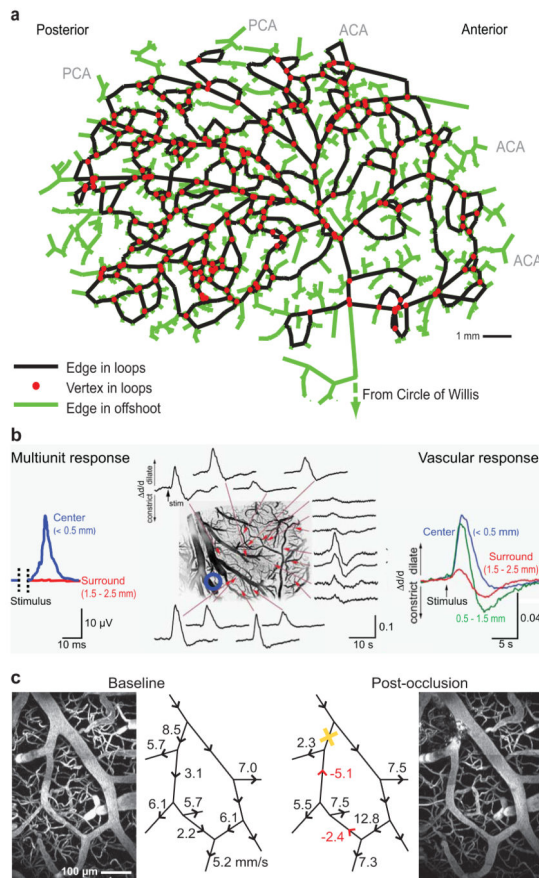 a
Posterior
PCA
ACA
Anterior
PCA
ACA
ACA
1 mm
Edge in loops
Vertex in loops
Edge in offshoot
From Circle of Willis
b
Multiunit response
Center
(< 0.5 mm)
Surround
(1.5 - 2.5 mm)
Stimulus
10 µV
10 ms
Δd/d
constrict dilate
stim
Δd/d
constrict dilate
0.1
10 s
Vascular response
Center
(< 0.5 mm)
Surround
(1.5 - 2.5 mm)
Δd/d
constrict dilate
Stimulus
0.5 - 1.5 mm
0.04
5 s
c
Baseline
Post-occlusion
8.5
5.7
3.1
7.0
6.1
5.7
2.2
6.1
5.2 mm/s
2.3
-5.1
7.5
5.5
7.5
12.8
-2.4
7.3
100 µm